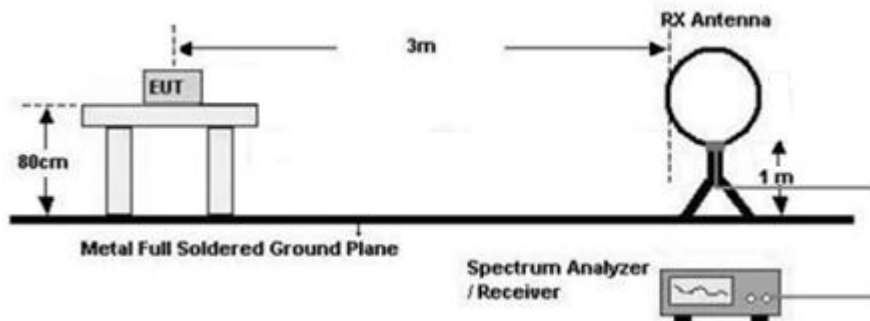 RX Antenna
3m
EUT
80cm
1 m
Metal Full Soldered Ground Plane
Spectrum Analyzer
/ Receiver